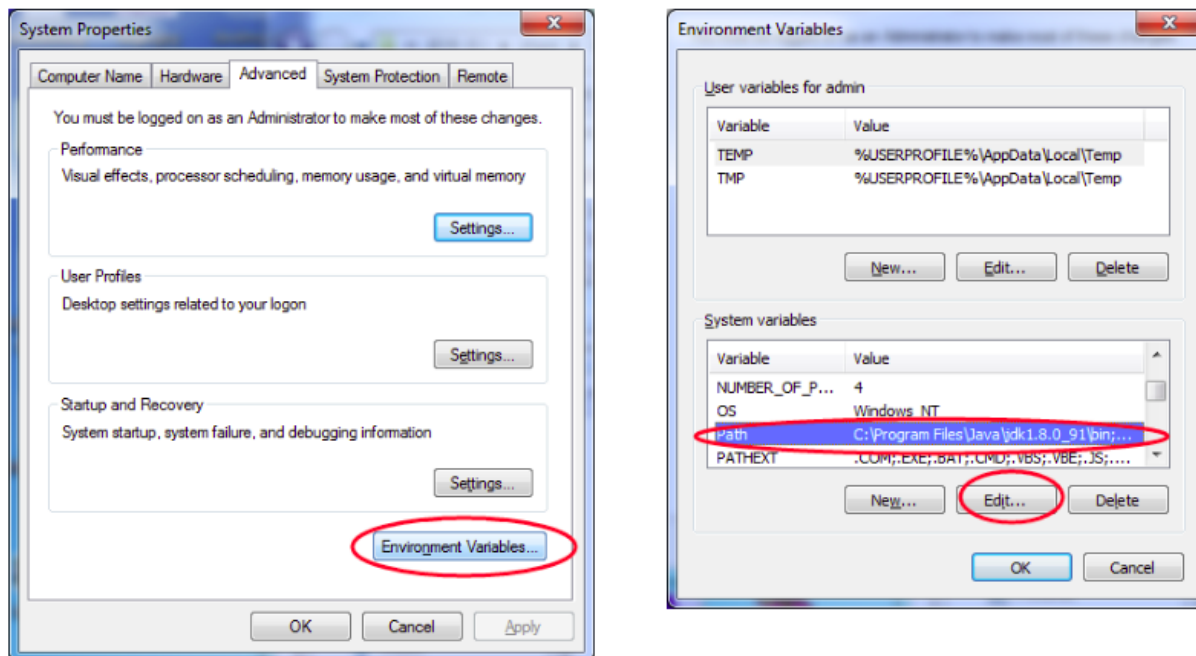 System Properties
Computer Name Hardware Advanced System Protection Remote
You must be logged on as an Administrator to make most of these changes.
Performance
Visual effects, processor scheduling, memory usage, and virtual memory
Settings...
User Profiles
Desktop settings related to your logon
Settings...
Startup and Recovery
System startup, system failure, and debugging information
Settings...
Environment Variables...
OK Cancel Apply
Environment Variables
User variables for admin
Variable Value
TEMP %USERPROFILE%\AppData\Local\Temp
TMP %USERPROFILE%\AppData\Local\Temp
New... Edit... Delete
System variables
Variable Value
NUMBER_OF_P... 4
OS Windows_NT
Path C:\Program Files\Java\jdk1.8.0_91\bin;...
PATHEXT .COM;.EXE;.BAT;.CMD;.VBS;.VBE;.JS;....
New... Edit... Delete
OK Cancel